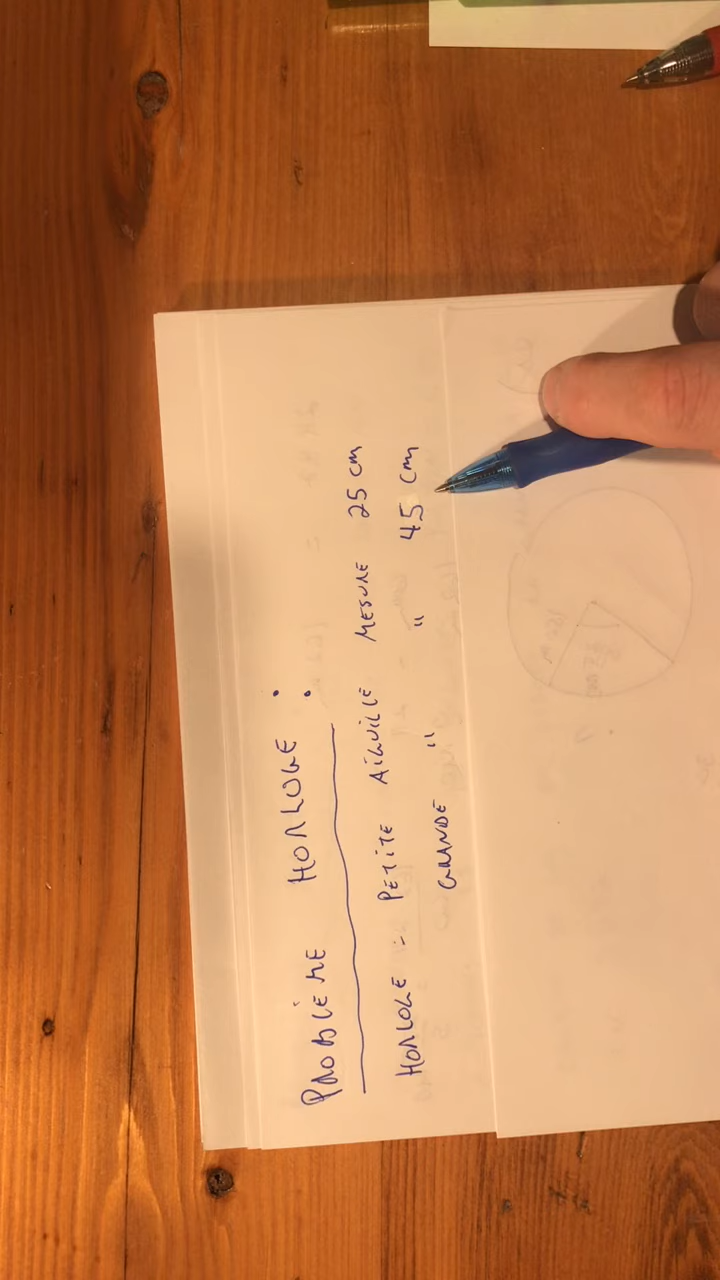 PROBLÈME HORLOGE :
HORLOGE : PETITE AIGUILLE MESURE 25 cm
GRANDE " " 45 cm